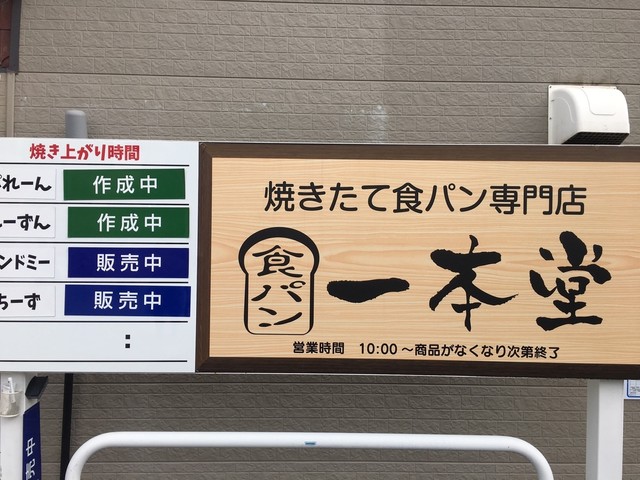 焼き上がり時間
ぷれーん
作成中
れーずん
作成中
ンドミー
販売中
ちーず
販売中
:
焼きたて食パン専門店
食パン
一本堂
営業時間 10:00～商品がなくなり次第終了
売中